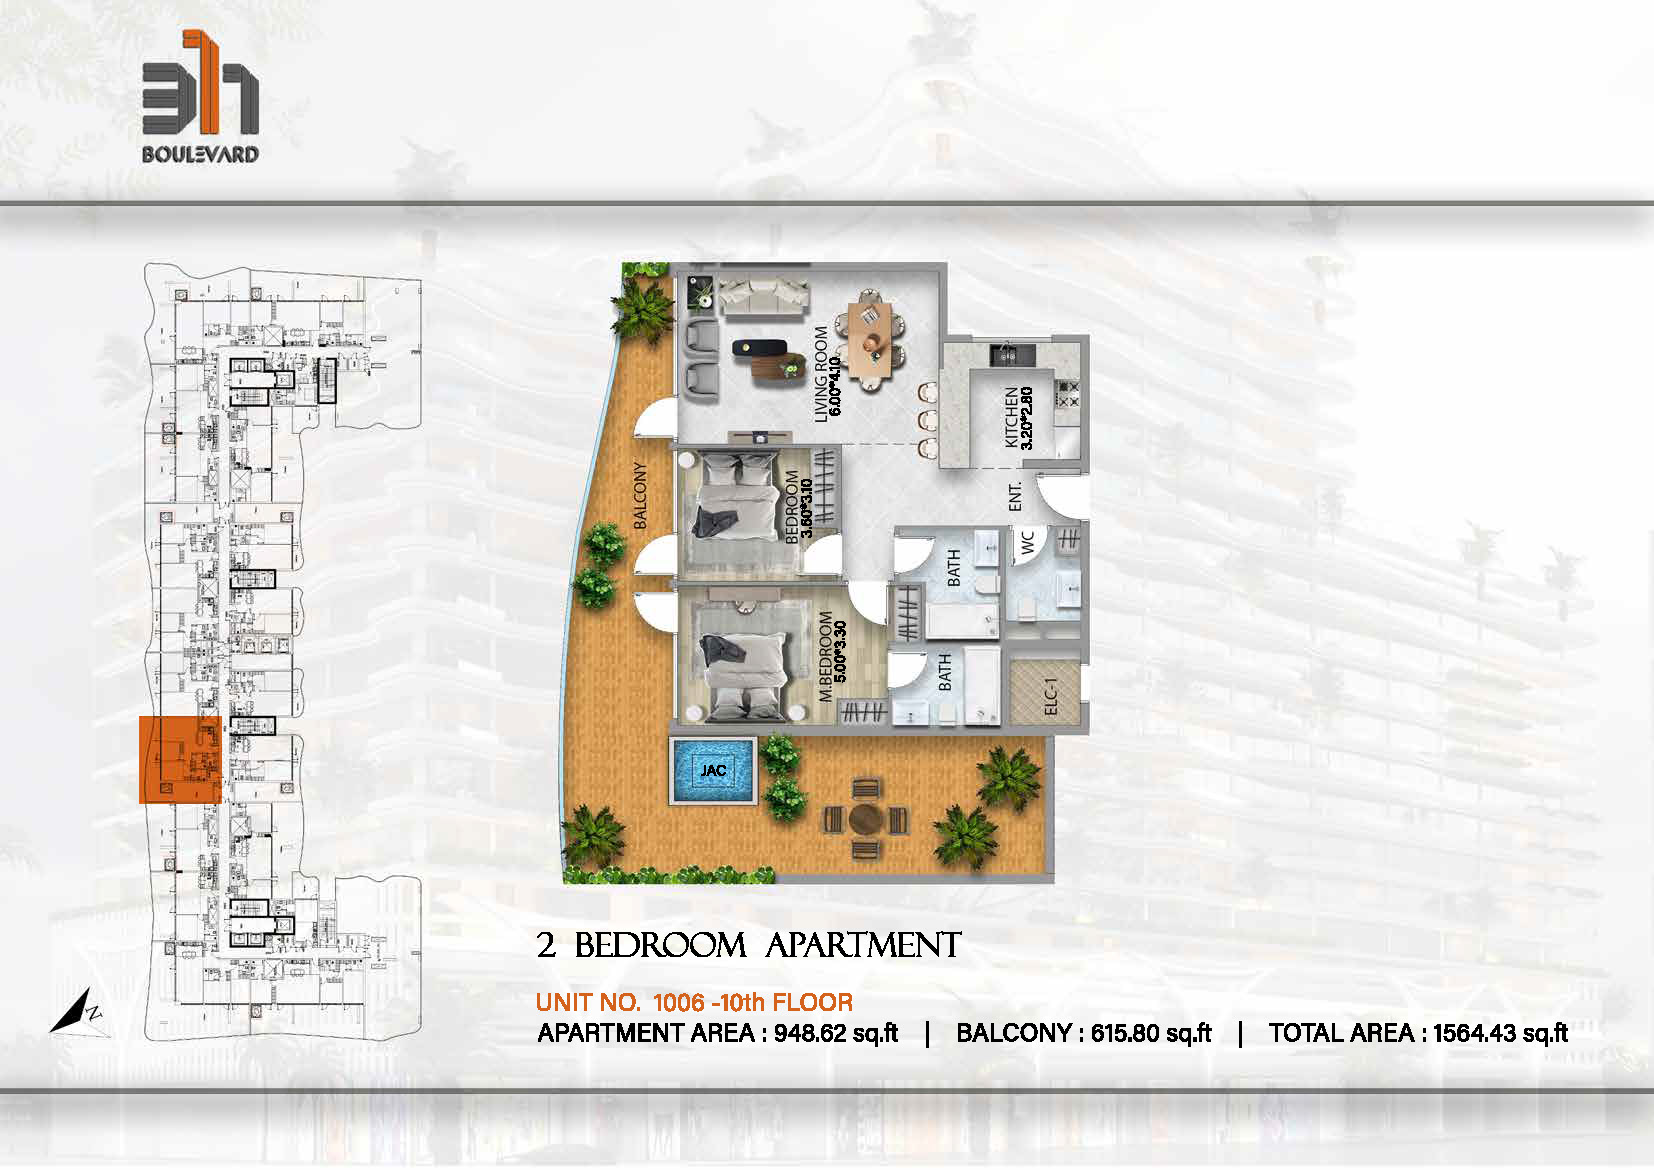 311
BOULEVARD
LIVING ROOM
6.00*4.10
KITCHEN
3.20*2.80
BALCONY
BEDROOM
3.60*3.10
ENT.
WC
BATH
M.BEDROOM
5.00*3.30
BATH
ELC-1
JAC
2 BEDROOM APARTMENT
UNIT NO. 1006 -10th FLOOR
APARTMENT AREA : 948.62 sq.ft | BALCONY : 615.80 sq.ft | TOTAL AREA : 1564.43 sq.ft
N